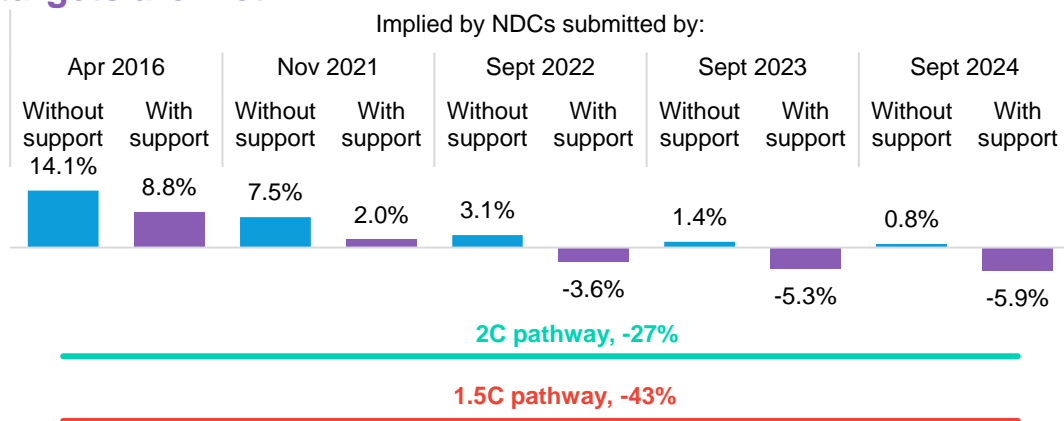 Implied by NDCs submitted by:
Apr 2016 Nov 2021 Sept 2022 Sept 2023 Sept 2024
Without With Without With Without With Without With Without With
support support support support support support support support support support
14.1% 8.8% 7.5% 2.0% 3.1% 1.4% 0.8%
-3.6% -5.3% -5.9%
2C pathway, -27%
1.5C pathway, -43%